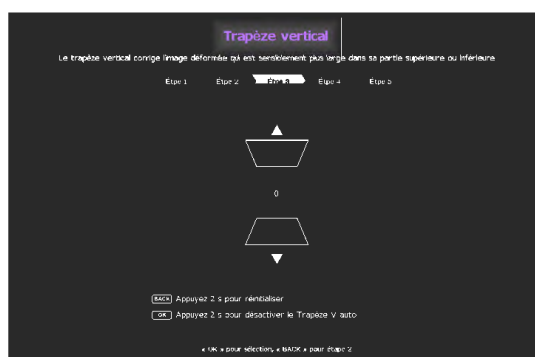 Trapèze vertical
Le trapèze vertical corrige l'image déformée qui est sensiblement plus large dans sa partie supérieure ou inférieure
Étpe 1 Étpe 2 Étpe 3 Étpe 4 Étpe 5
0
BACK Appuyez 2 s pour réinitialiser
OK Appuyez 2 s pour désactiver le Trapèze V auto
« OK » pour sélection, « BACK » pour étape 2